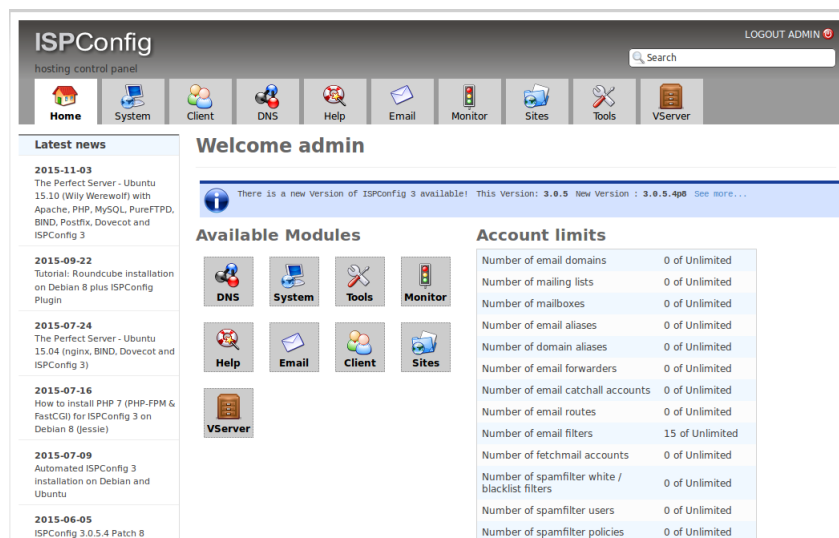 ISPConfig
hosting control panel
LOGOUT ADMIN
Search
Home
System
Client
DNS
Help
Email
Monitor
Sites
Tools
VServer
Latest news
2015-11-03
The Perfect Server - Ubuntu
15.10 (Wily Werewolf) with
Apache, PHP, MySQL, PureFTPD,
BIND, Postfix, Dovecot and
ISPConfig 3
2015-09-22
Tutorial: Roundcube installation
on Debian 8 plus ISPConfig
Plugin
2015-07-24
The Perfect Server - Ubuntu
15.04 (nginx, BIND, Dovecot and
ISPConfig 3)
2015-07-16
How to install PHP 7 (PHP-FPM &
FastCGI) for ISPConfig 3 on
Debian 8 (Jessie)
2015-07-09
Automated ISPConfig 3
installation on Debian and
Ubuntu
2015-06-05
ISPConfig 3.0.5.4 Patch 8
Welcome admin
There is a new Version of ISPConfig 3 available! This Version: 3.0.5 New Version : 3.0.5.4p8 See more...
Available Modules
DNS
System
Tools
Monitor
Help
Email
Client
Sites
VServer
Account limits
Number of email domains 0 of Unlimited
Number of mailing lists 0 of Unlimited
Number of mailboxes 0 of Unlimited
Number of email aliases 0 of Unlimited
Number of domain aliases 0 of Unlimited
Number of email forwarders 0 of Unlimited
Number of email catchall accounts 0 of Unlimited
Number of email routes 0 of Unlimited
Number of email filters 15 of Unlimited
Number of fetchmail accounts 0 of Unlimited
Number of spamfilter white /
blacklist filters 0 of Unlimited
Number of spamfilter users 0 of Unlimited
Number of spamfilter policies 0 of Unlimited